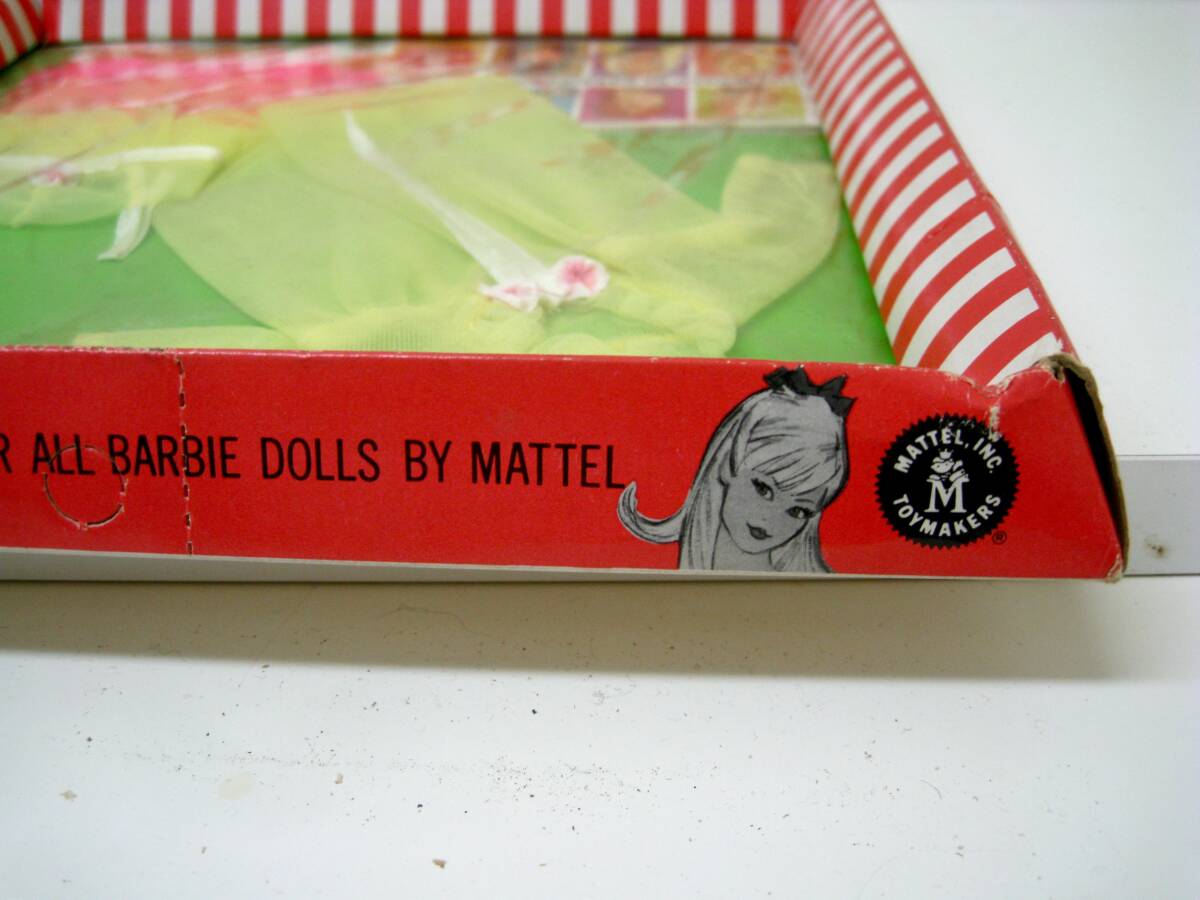 R ALL BARBIE DOLLS BY MATTEL
MATTEL, INC.
M
TOYMAKERS
®